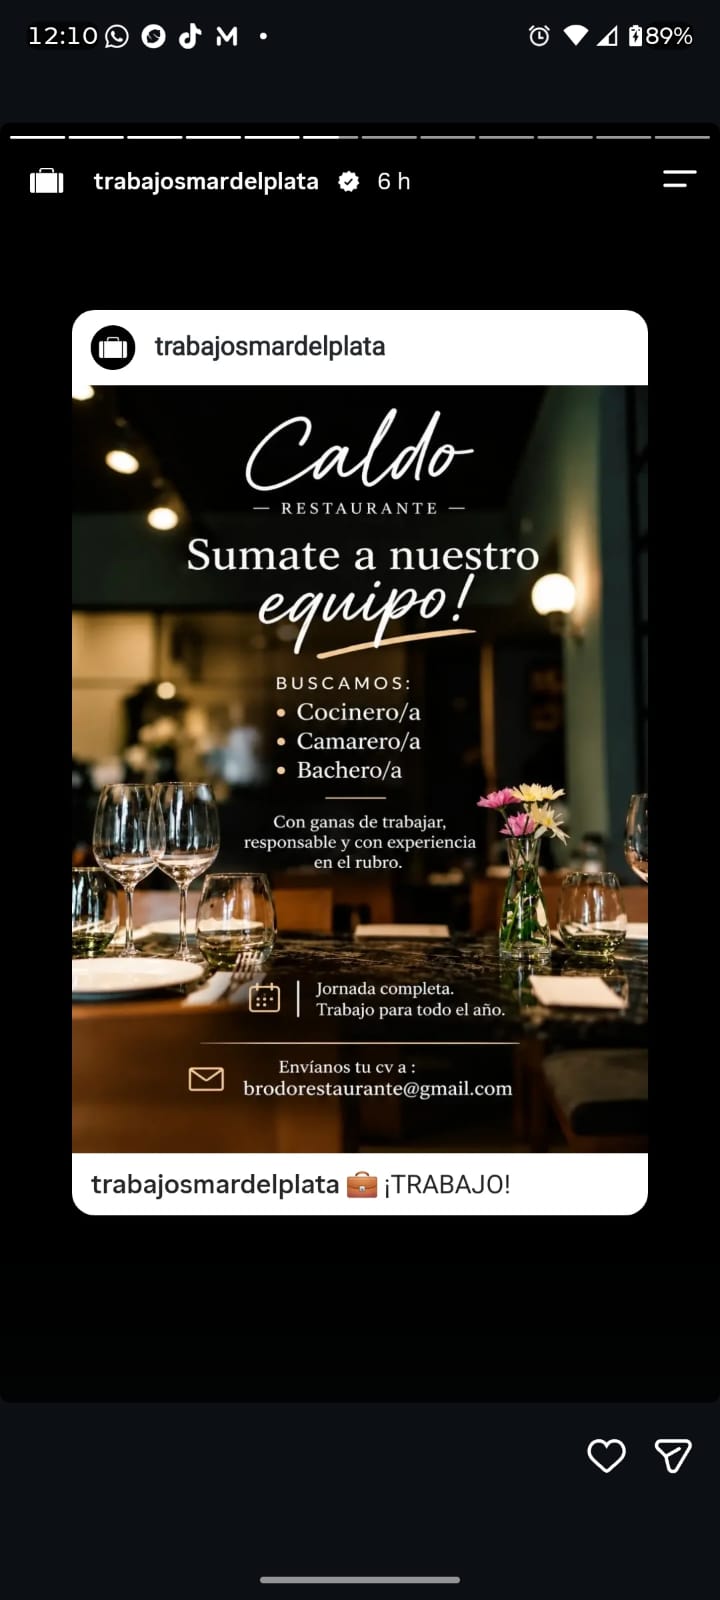 12:10
89%
trabajosmardelplata 6 h
trabajosmardelplata
Caldo
— RESTAURANTE —
Sumate a nuestro
equipo!
BUSCAMOS:
• Cocinero/a
• Camarero/a
• Bachero/a
Con ganas de trabajar,
responsable y con experiencia
en el rubro.
Jornada completa.
Trabajo para todo el año.
Envíanos tu cv a :
brodorestaurante@gmail.com
trabajosmardelplata 💼 ¡TRABAJO!